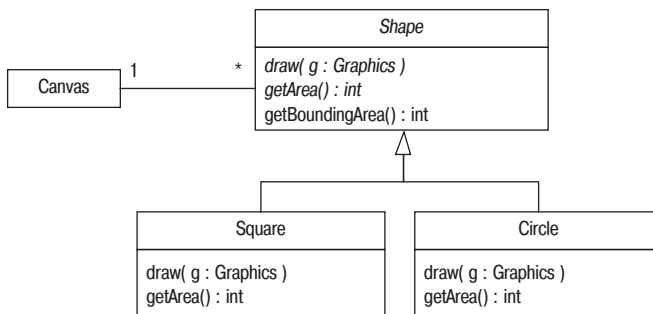 Shape
draw( g : Graphics )
getArea() : int
getBoundingArea() : int
Canvas
1
*
Square
draw( g : Graphics )
getArea() : int
Circle
draw( g : Graphics )
getArea() : int